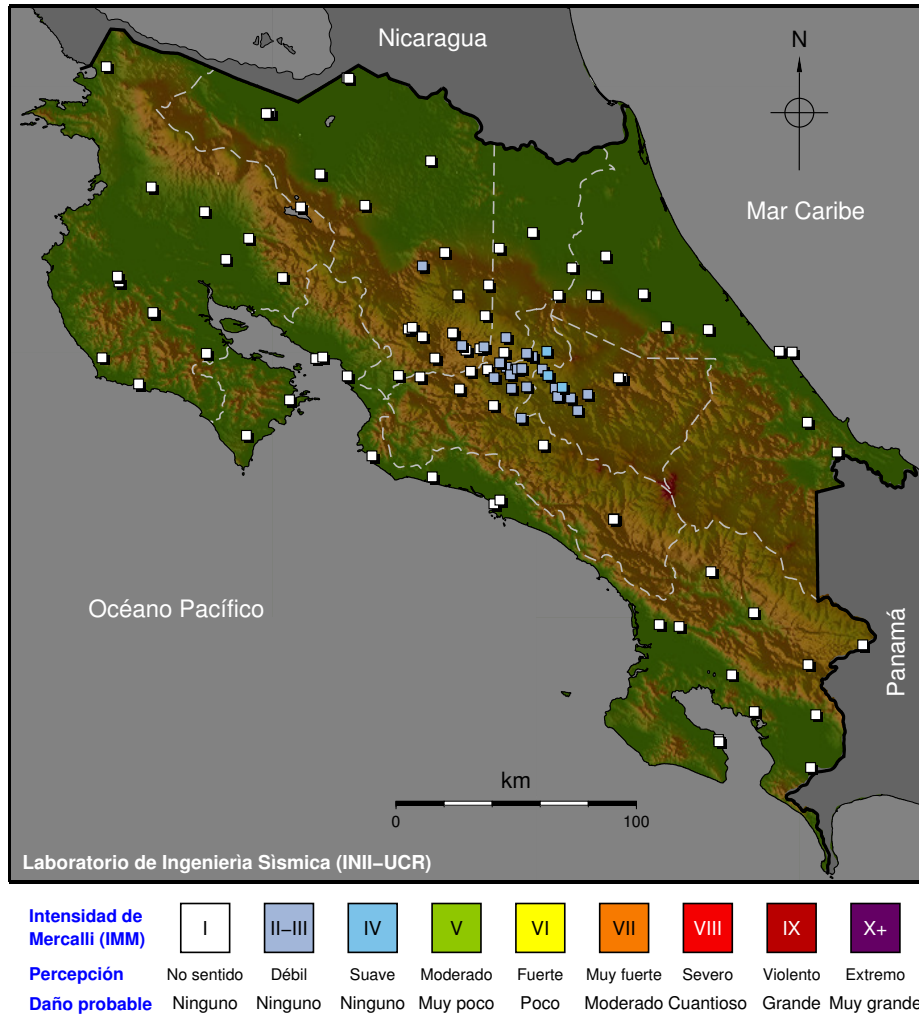 Nicaragua
N
Mar Caribe
Océano Pacífico
Panamá
km
0 100
Laboratorio de Ingenierìa Sìsmica (INII–UCR)
Intensidad de
Mercalli (IMM)
I II–III IV V VI VII VIII IX X+
Percepción No sentido Débil Suave Moderado Fuerte Muy fuerte Severo Violento Extremo
Daño probable Ninguno Ninguno Ninguno Muy poco Poco Moderado Cuantioso Grande Muy grande